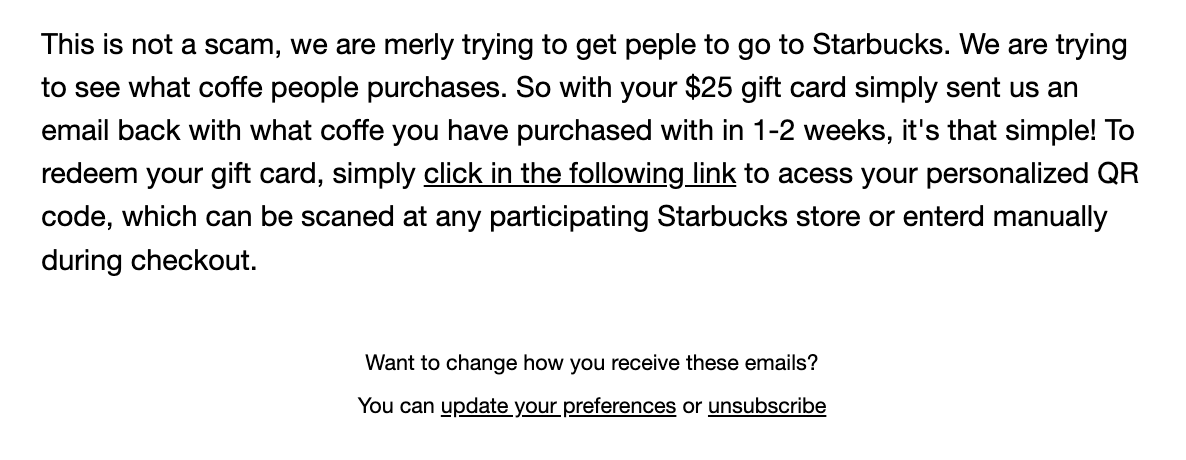 This is not a scam, we are merly trying to get peple to go to Starbucks. We are trying
to see what coffe people purchases. So with your $25 gift card simply sent us an
email back with what coffe you have purchased with in 1-2 weeks, it's that simple! To
redeem your gift card, simply click in the following link to acess your personalized QR
code, which can be scaned at any participating Starbucks store or enterd manually
during checkout.
Want to change how you receive these emails?
You can update your preferences or unsubscribe